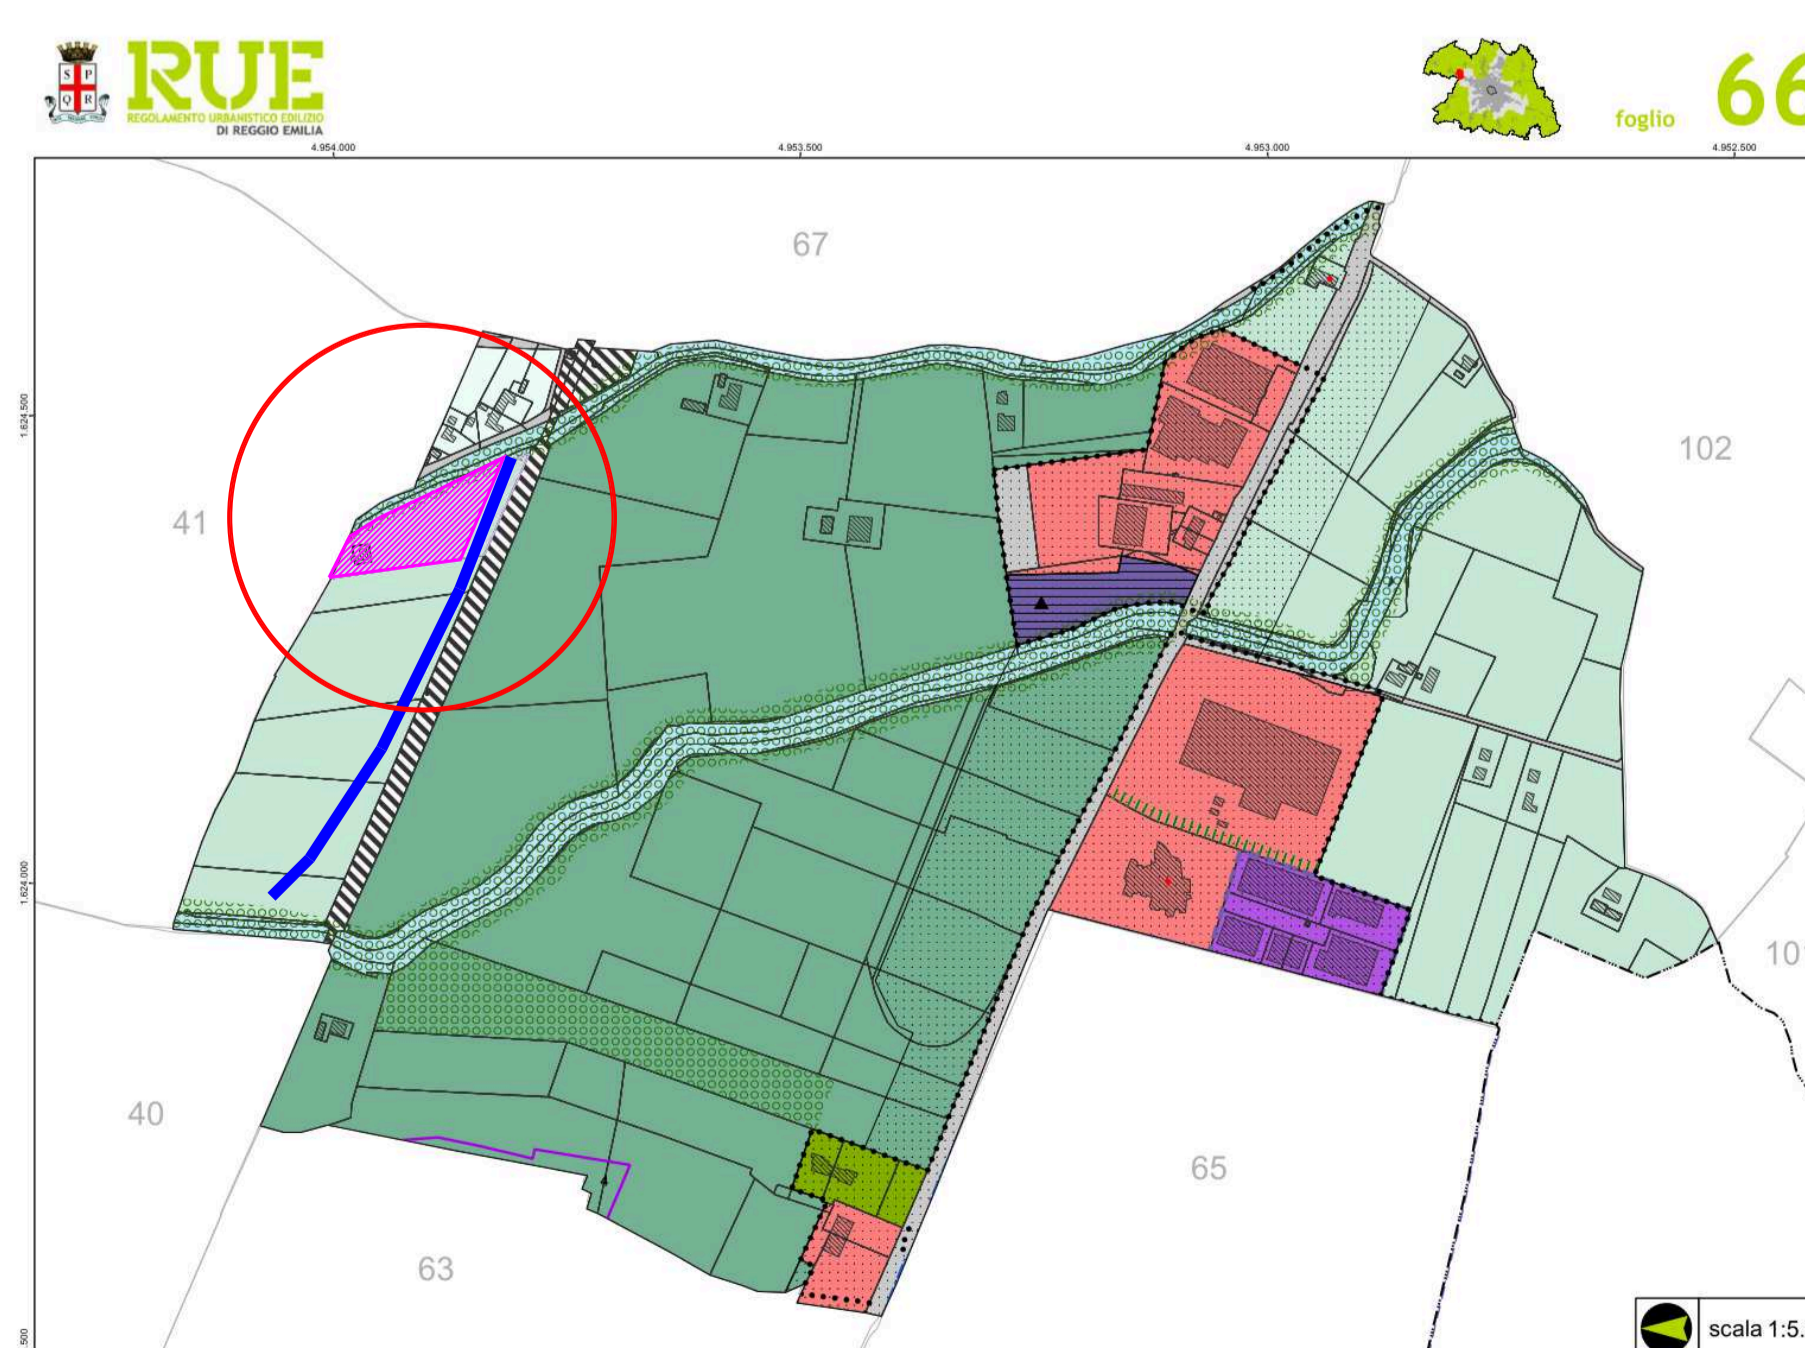 S P
Q R
RUE
REGOLAMENTO URBANISTICO EDILIZIO
DI REGGIO EMILIA
foglio 66
4.954.000 4.953.500 4.953.000 4.952.500
67
1.624.500
102
41
1.624.000
40
65
63
scala 1:5.